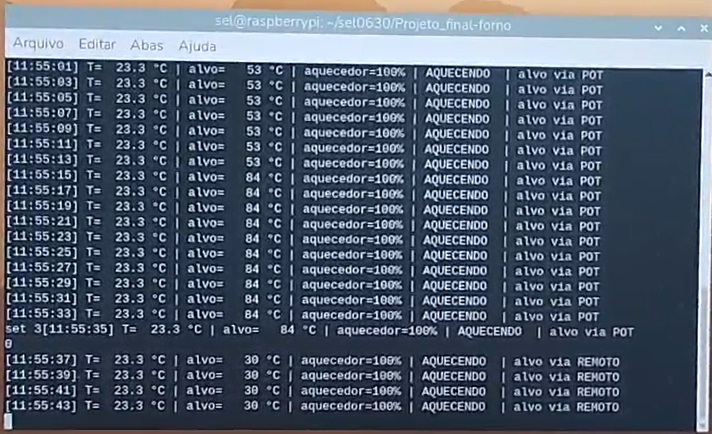 sel@raspberrypi: ~/sel0630/Projeto_final-forno
Arquivo Editar Abas Ajuda
[11:55:01] T= 23.3 °C | alvo= 53 °C | aquecedor=100% | AQUECENDO | alvo via POT
[11:55:03] T= 23.3 °C | alvo= 53 °C | aquecedor=100% | AQUECENDO | alvo via POT
[11:55:05] T= 23.3 °C | alvo= 53 °C | aquecedor=100% | AQUECENDO | alvo via POT
[11:55:07] T= 23.3 °C | alvo= 53 °C | aquecedor=100% | AQUECENDO | alvo via POT
[11:55:09] T= 23.3 °C | alvo= 53 °C | aquecedor=100% | AQUECENDO | alvo via POT
[11:55:11] T= 23.3 °C | alvo= 53 °C | aquecedor=100% | AQUECENDO | alvo via POT
[11:55:13] T= 23.3 °C | alvo= 53 °C | aquecedor=100% | AQUECENDO | alvo via POT
[11:55:15] T= 23.3 °C | alvo= 84 °C | aquecedor=100% | AQUECENDO | alvo via POT
[11:55:17] T= 23.3 °C | alvo= 84 °C | aquecedor=100% | AQUECENDO | alvo via POT
[11:55:19] T= 23.3 °C | alvo= 84 °C | aquecedor=100% | AQUECENDO | alvo via POT
[11:55:21] T= 23.3 °C | alvo= 84 °C | aquecedor=100% | AQUECENDO | alvo via POT
[11:55:23] T= 23.3 °C | alvo= 84 °C | aquecedor=100% | AQUECENDO | alvo via POT
[11:55:25] T= 23.3 °C | alvo= 84 °C | aquecedor=100% | AQUECENDO | alvo via POT
[11:55:27] T= 23.3 °C | alvo= 84 °C | aquecedor=100% | AQUECENDO | alvo via POT
[11:55:29] T= 23.3 °C | alvo= 84 °C | aquecedor=100% | AQUECENDO | alvo via POT
[11:55:31] T= 23.3 °C | alvo= 84 °C | aquecedor=100% | AQUECENDO | alvo via POT
[11:55:33] T= 23.3 °C | alvo= 84 °C | aquecedor=100% | AQUECENDO | alvo via POT
set 3[11:55:35] T= 23.3 °C | alvo= 84 °C | aquecedor=100% | AQUECENDO | alvo via POT
0
[11:55:37] T= 23.3 °C | alvo= 30 °C | aquecedor=100% | AQUECENDO | alvo via REMOTO
[11:55:39] T= 23.3 °C | alvo= 30 °C | aquecedor=100% | AQUECENDO | alvo via REMOTO
[11:55:41] T= 23.3 °C | alvo= 30 °C | aquecedor=100% | AQUECENDO | alvo via REMOTO
[11:55:43] T= 23.3 °C | alvo= 30 °C | aquecedor=100% | AQUECENDO | alvo via REMOTO